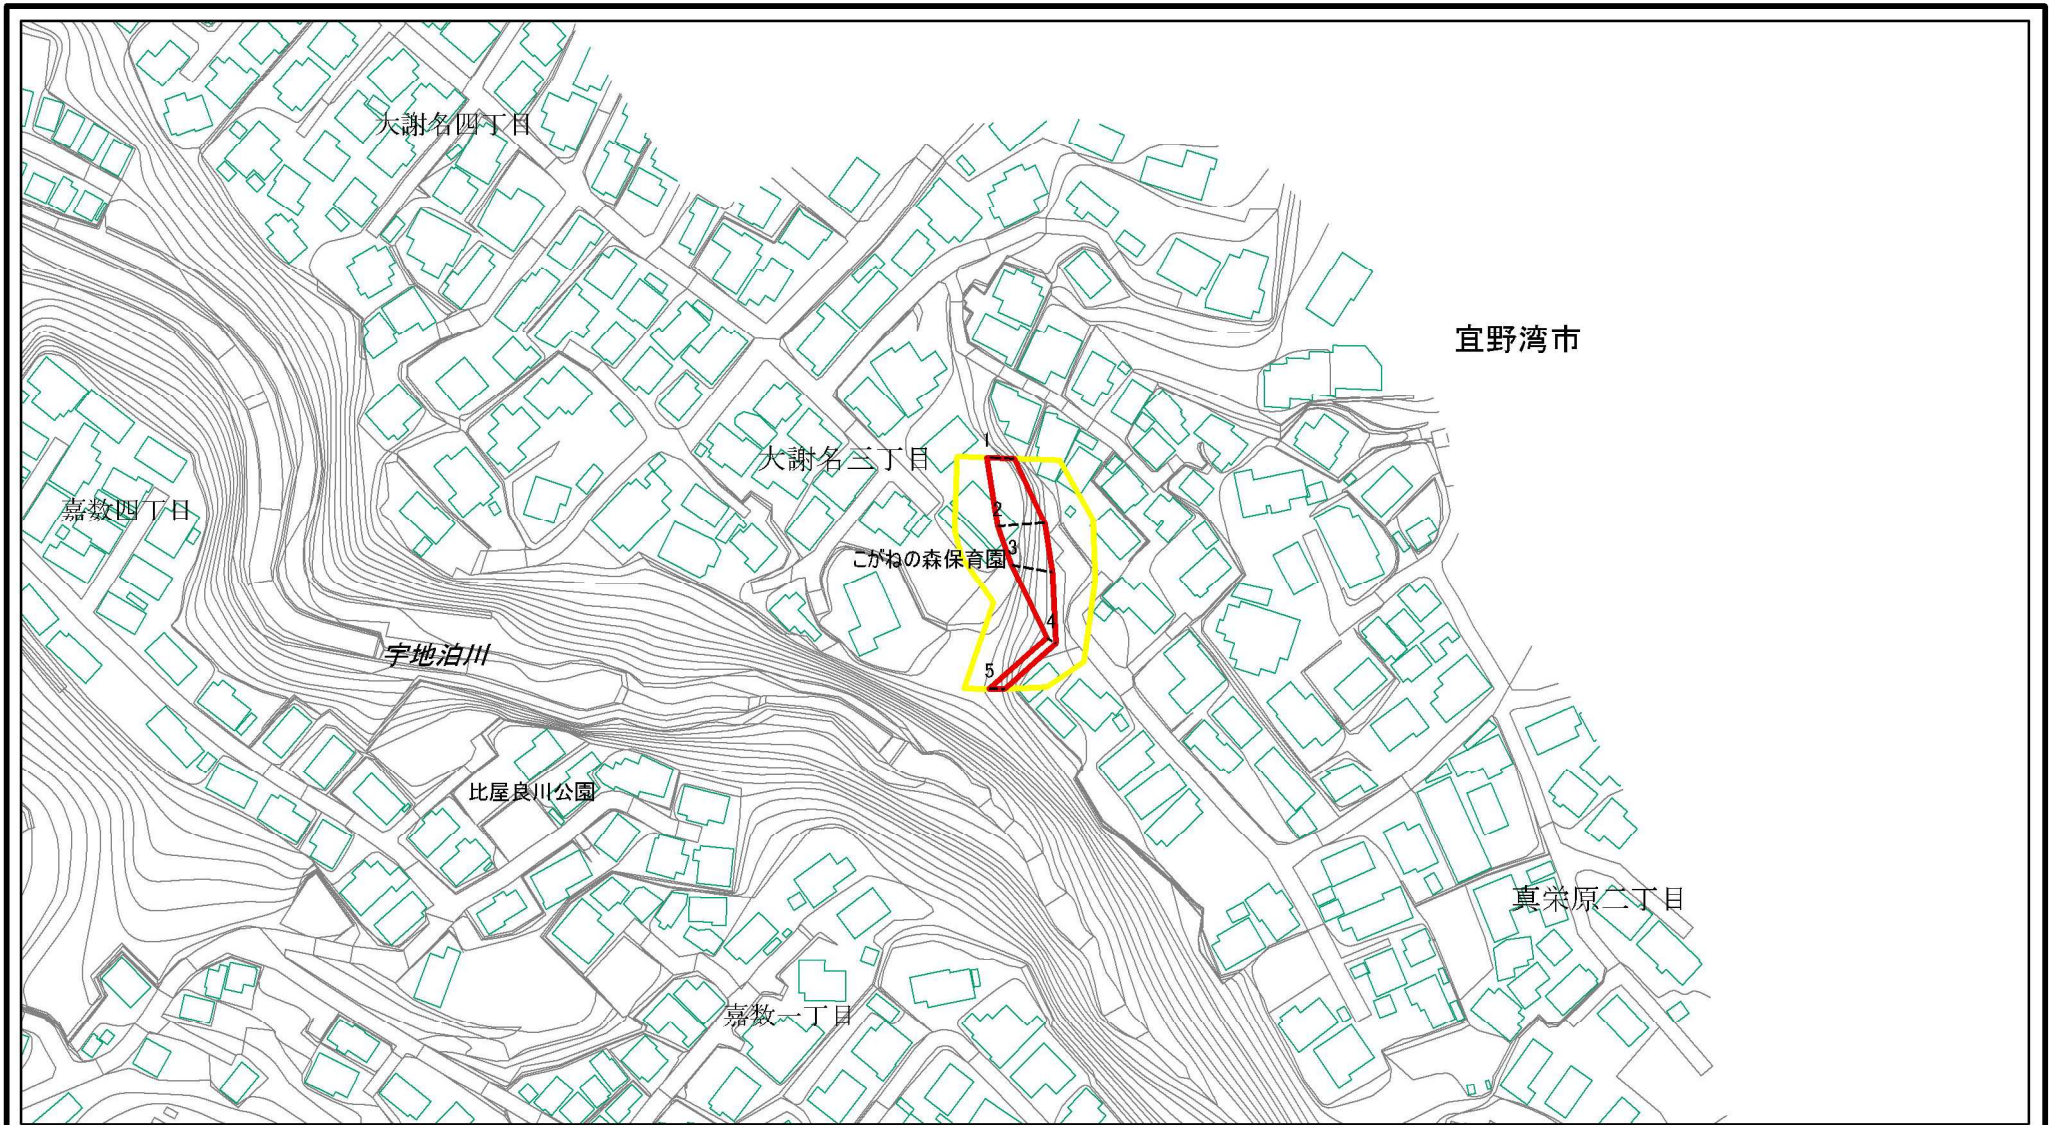 大謝名四丁目
宜野湾市
1
大謝名三丁目
2
嘉数四丁目
3
こがねの森保育園
4
宇地泊川
5
比屋良川公園
真栄原二丁目
嘉数一丁目